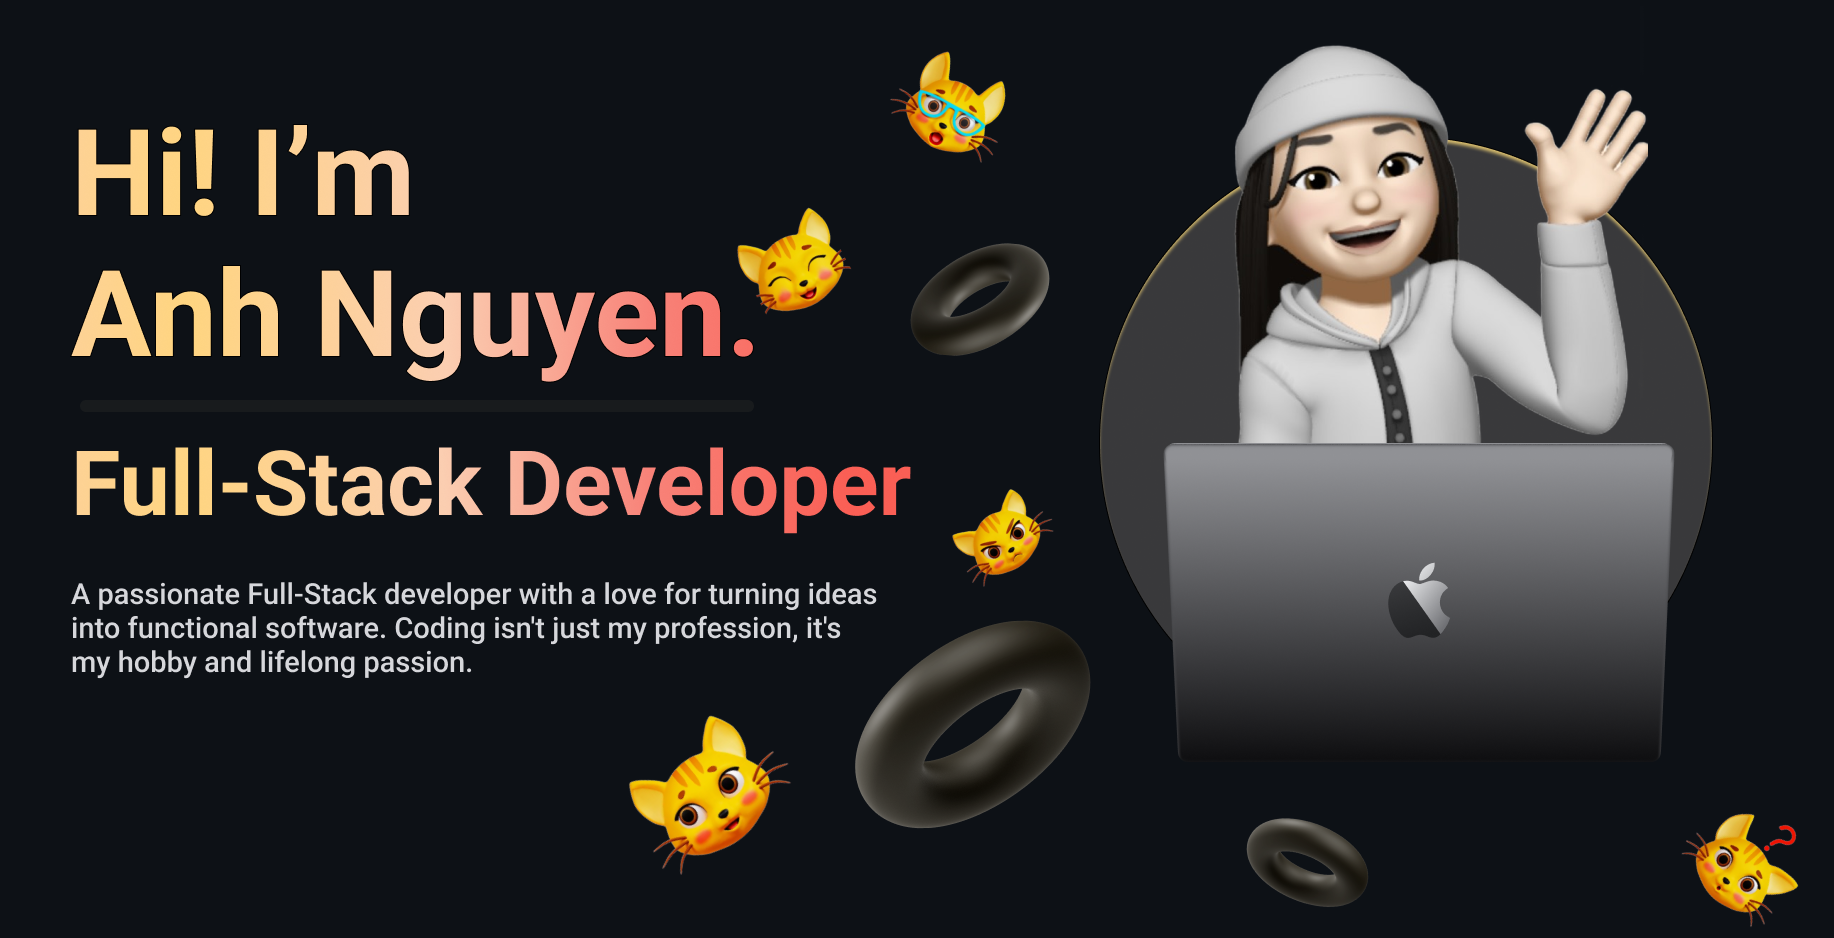 Hi! I’m
Anh Nguyen.
Full-Stack Developer
A passionate Full-Stack developer with a love for turning ideas
into functional software. Coding isn't just my profession, it's
my hobby and lifelong passion.
?